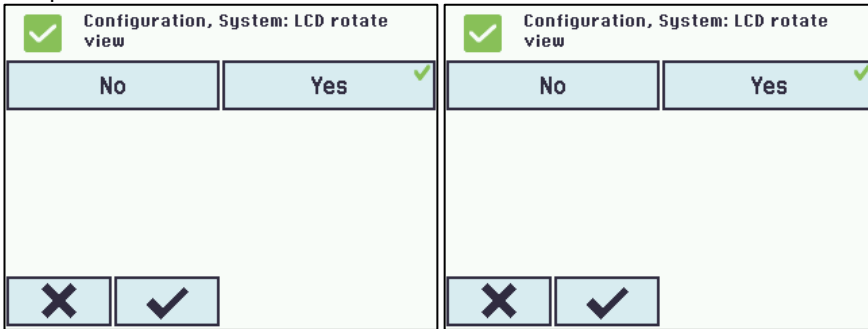 Configuration, System: LCD rotate
view
No Yes
Configuration, System: LCD rotate
view
No Yes